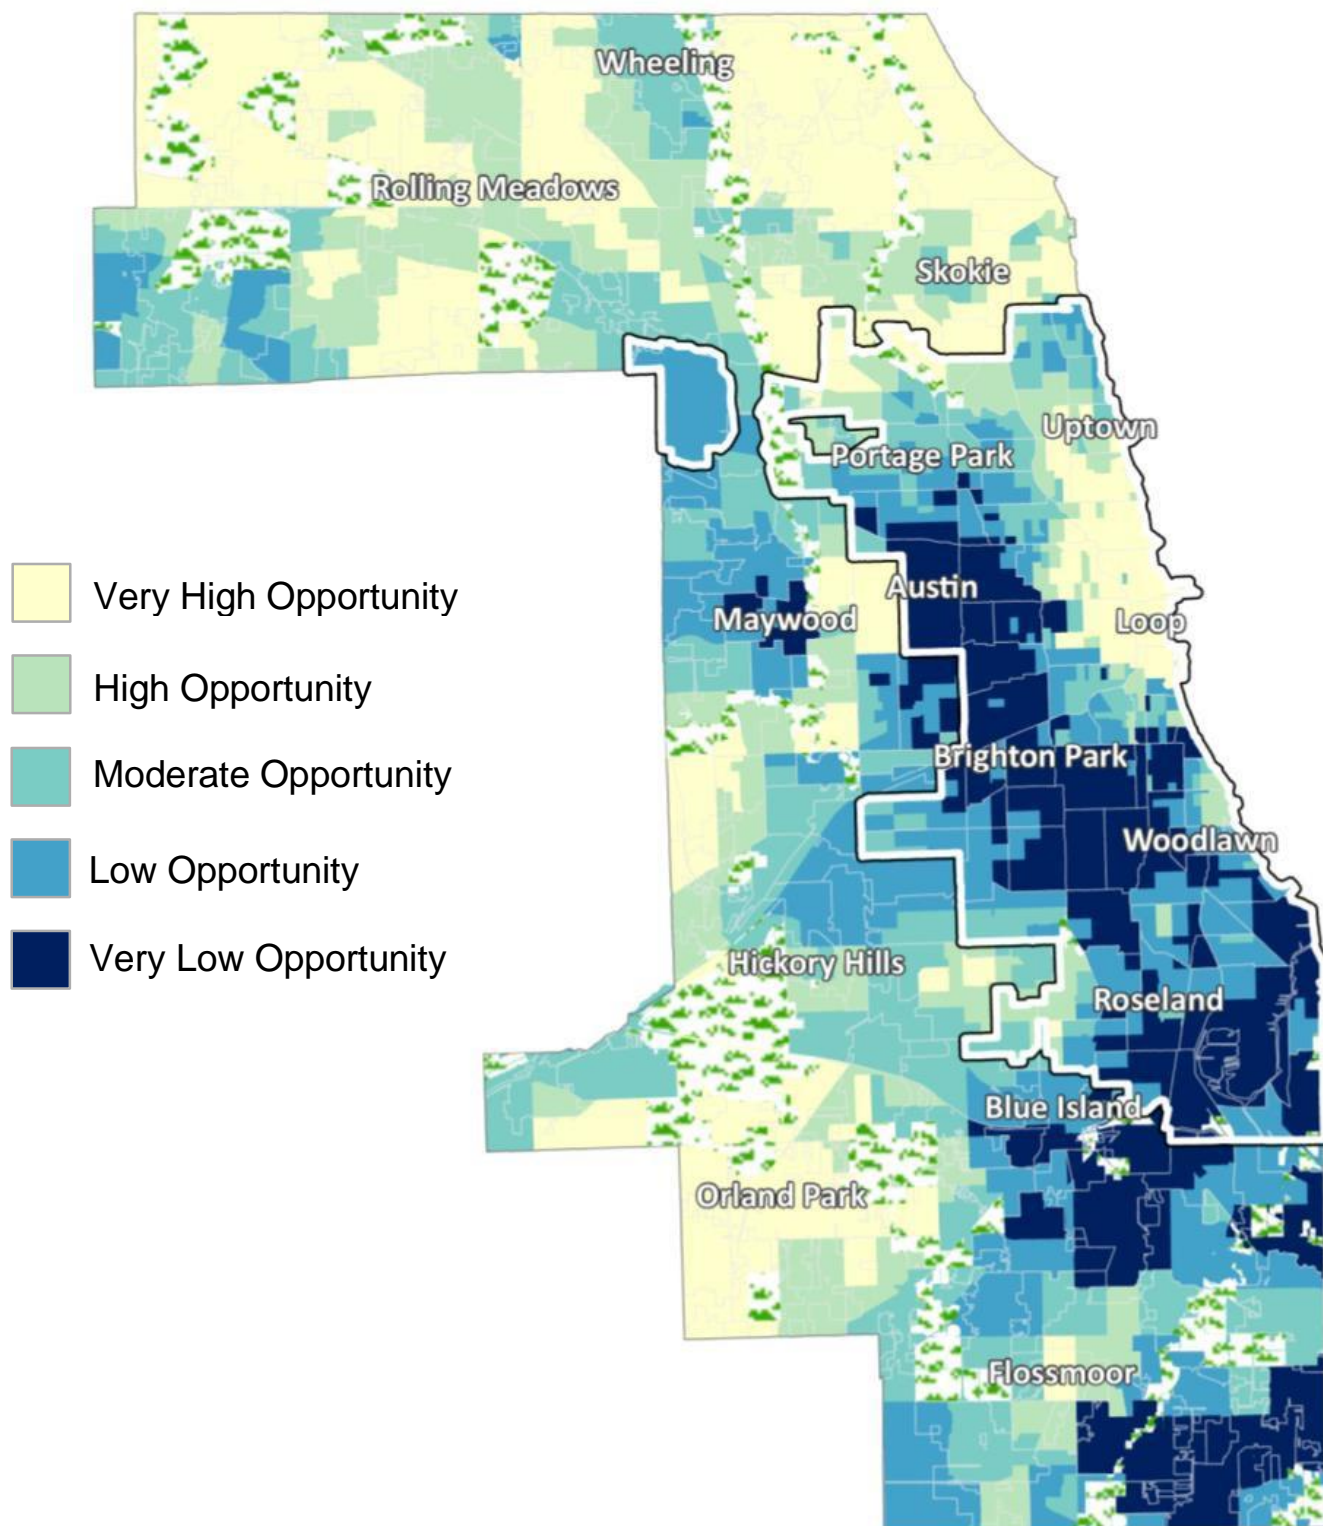 Wheeling
Rolling Meadows
Skokie
Uptown
Portage Park
Very High Opportunity
Austin
Maywood
Loop
High Opportunity
Moderate Opportunity
Brighton Park
Woodlawn
Low Opportunity
Very Low Opportunity
Hickory Hills
Roseland
Blue Island
Orland Park
Flossmoor